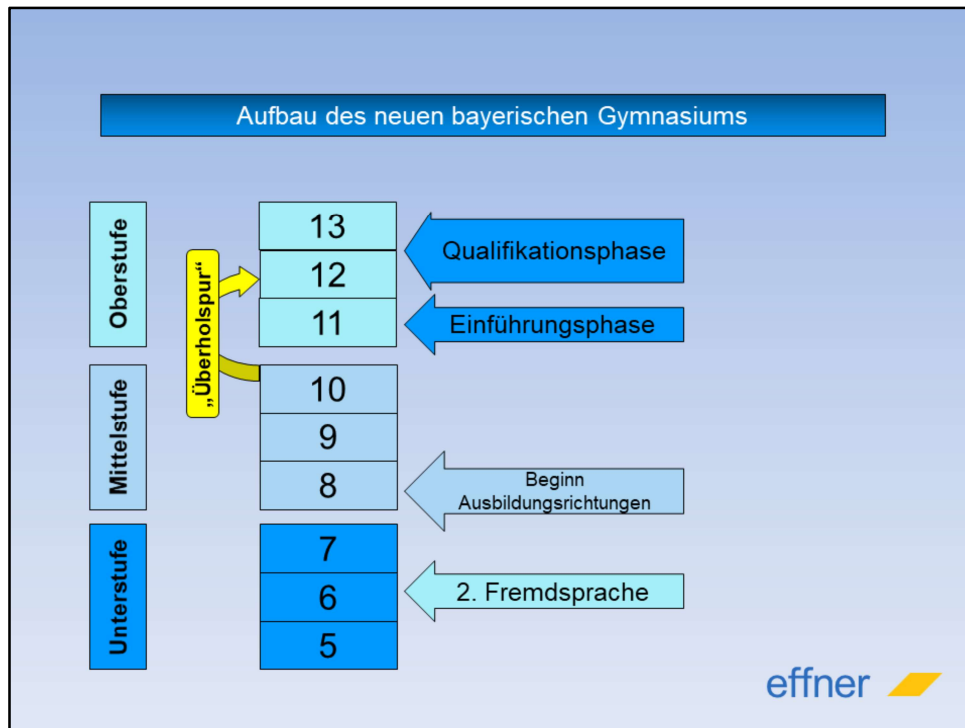 Aufbau des neuen bayerischen Gymnasiums
Oberstufe
„Überholspur“
13
12
11
Qualifikationsphase
Einführungsphase
Mittelstufe
10
9
8
Beginn
Ausbildungsrichtungen
Unterstufe
7
6
5
2. Fremdsprache
effner